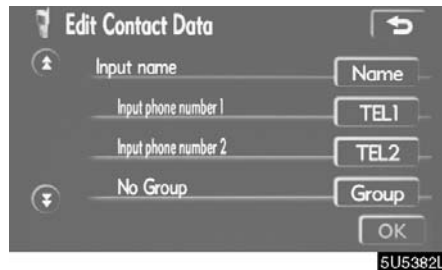 Edit Contact Data
Input name Name
Input phone number 1 TEL1
Input phone number 2 TEL2
No Group Group
OK
5U5382L